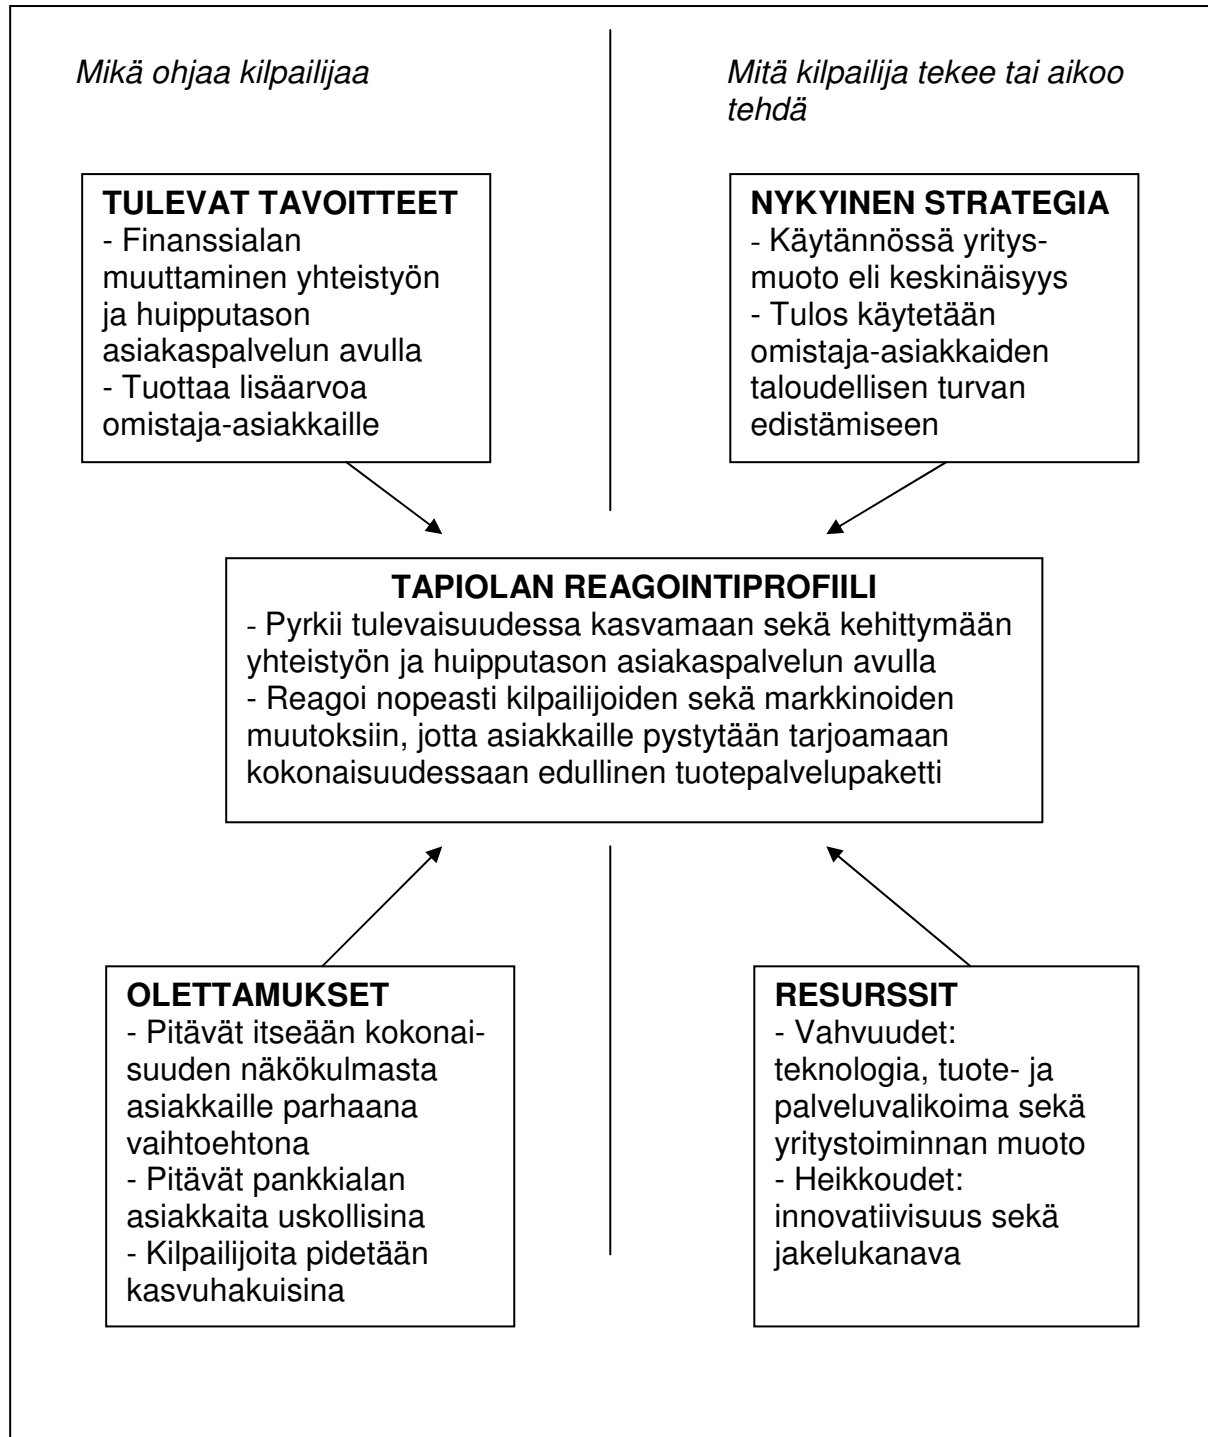 Mikä ohjaa kilpailijaa
Mitä kilpailija tekee tai aikoo
tehdä
TULEVAT TAVOITTEET
- Finanssialan
muuttaminen yhteistyön
ja huipputason
asiakaspalvelun avulla
- Tuottaa lisäarvoa
omistaja-asiakkaille
NYKYINEN STRATEGIA
- Käytännössä yritys-
muoto eli keskinäisyys
- Tulos käytetään
omistaja-asiakkaiden
taloudellisen turvan
edistämiseen
TAPIOLAN REAGOINTIPROFIILI
- Pyrkii tulevaisuudessa kasvamaan sekä kehittymään
yhteistyön ja huipputason asiakaspalvelun avulla
- Reagoi nopeasti kilpailijoiden sekä markkinoiden
muutoksiin, jotta asiakkaille pystytään tarjoamaan
kokonaisuudessaan edullinen tuotepalvelupaketti
OLETTAMUKSET
- Pitävät itseään kokonai-
suuden näkökulmasta
asiakkaille parhaana
vaihtoehtona
- Pitävät pankkialan
asiakkaita uskollisina
- Kilpailijoita pidetään
kasvuhakuisina
RESURSSIT
- Vahvuudet:
teknologia, tuote- ja
palveluvalikoima sekä
yritystoiminnan muoto
- Heikkoudet:
innovatiivisuus sekä
jakelukanava